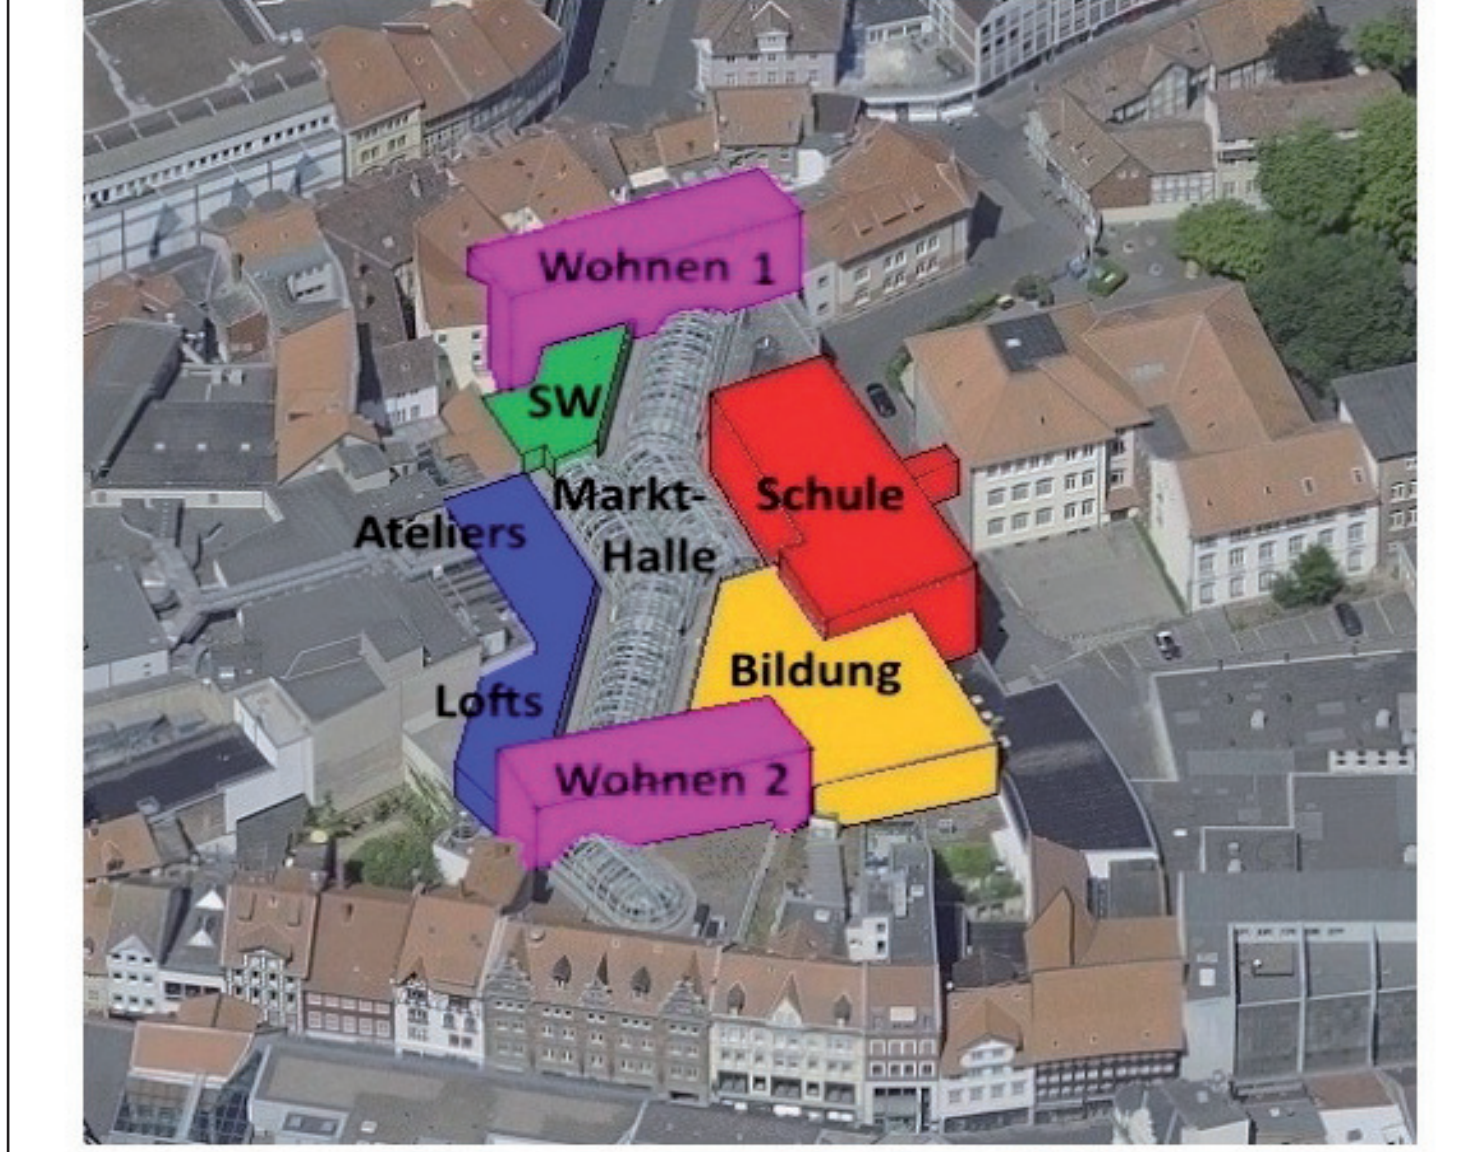 Wohnen 1
SW
Markt-
Halle
Schule
Ateliers
Lofts
Bildung
Wohnen 2